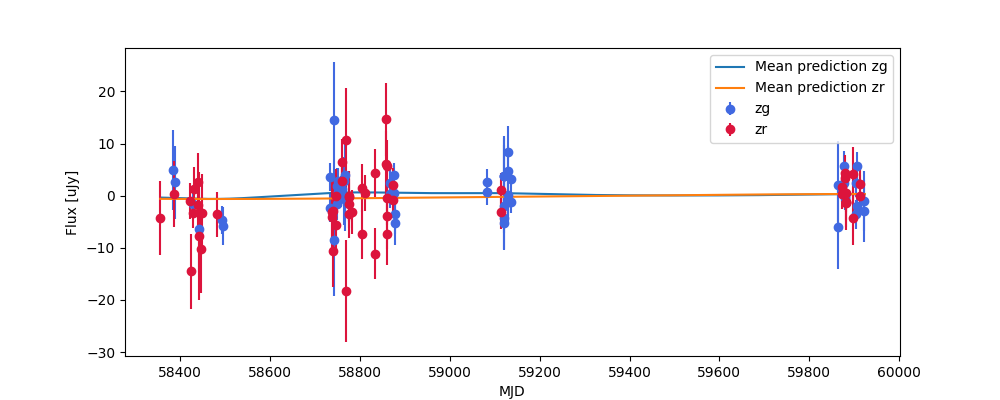 Mean prediction zg
Mean prediction zr
zg
zr
Flux [uJy]
20
10
0
−10
−20
−30
58400 58600 58800 59000 59200 59400 59600 59800 60000
MJD